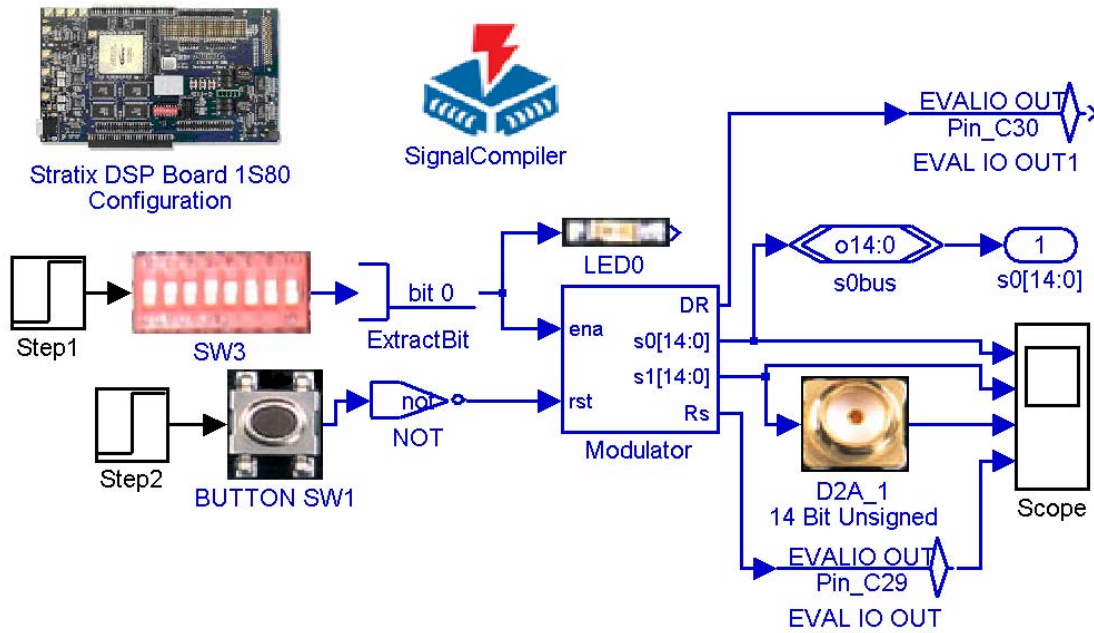 EVALIO OUT
Pin_C30
EVAL IO OUT1
SignalCompiler
Stratix DSP Board 1S80
Configuration
LED0
o14:0
s0bus
1
s0[14:0]
Step1
SW3
bit 0
ExtractBit
ena
rst
DR
s0[14:0]
s1[14:0]
Rs
Modulator
Step2
BUTTON SW1
not
NOT
D2A_1
14 Bit Unsigned
Scope
EVALIO OUT
Pin_C29
EVAL IO OUT